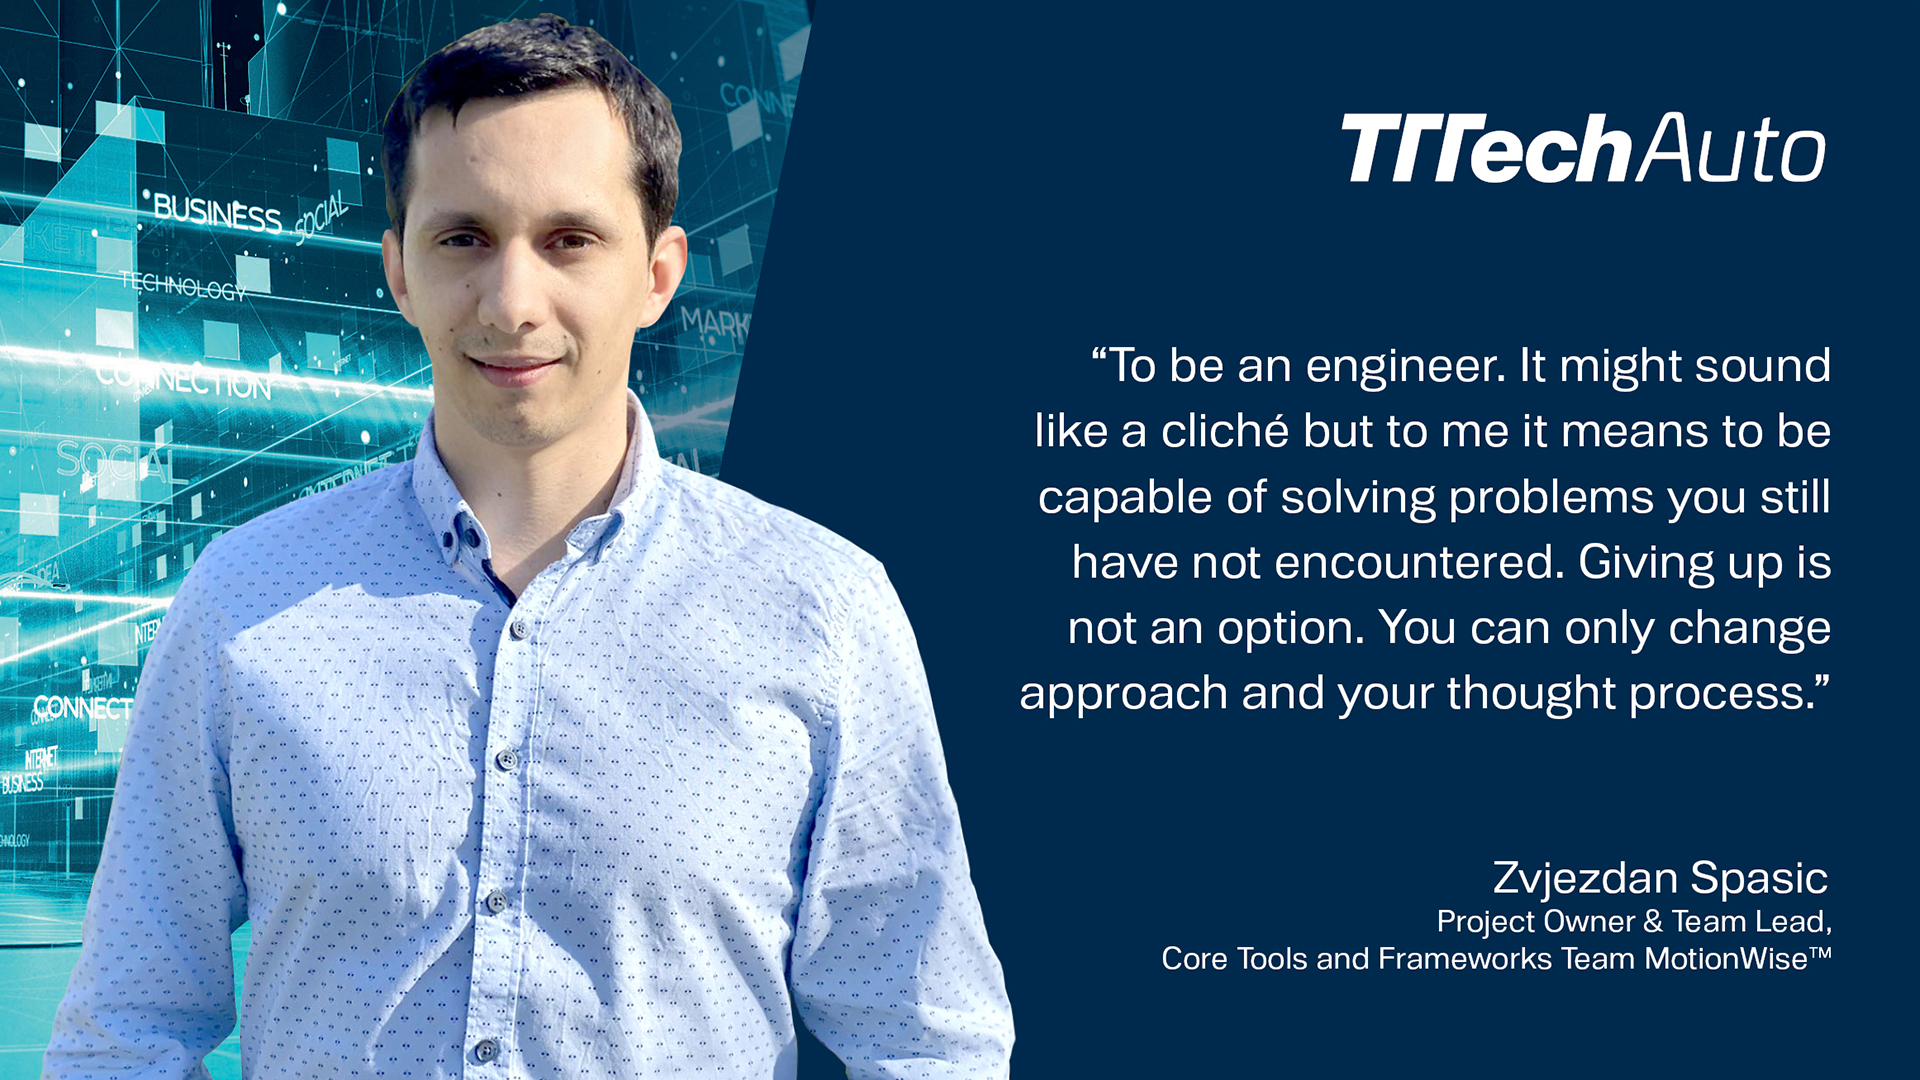 TTTechAuto
“To be an engineer. It might sound
like a cliché but to me it means to be
capable of solving problems you still
have not encountered. Giving up is
not an option. You can only change
approach and your thought process.”
Zvjezdan Spasic
Project Owner & Team Lead,
Core Tools and Frameworks Team MotionWise™
BUSINESS
SOCIAL
TECHNOLOGY
CONNECTION
SOCIAL
CONNECT
INTERNET
BUSINESS